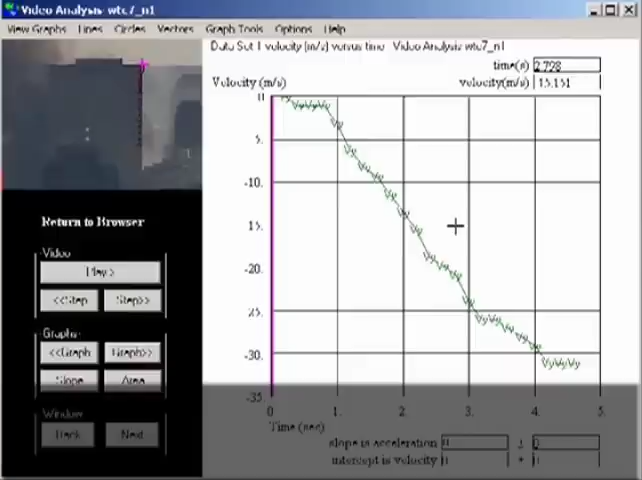 Video Analysis wtc7_n1
View Graphs Lines Circles Vectors Graph Tools Options Help
Data Set 1 velocity (m/s) versus time Video Analysis wtc7_n1
time(s) 2.798
Velocity (m/s) velocity(m/s) -15.151
0
-5.
-10.
-15.
-20.
-25.
-30.
-35.
0. 1. 2. 3. 4. 5.
Time (sec)
Return to Browser
Video
Play>
<<Step Step>>
Graphs
<<Graph Graph>>
Slope Area
Window
Back Next
slope is acceleration 0 ± 0
intercept is velocity